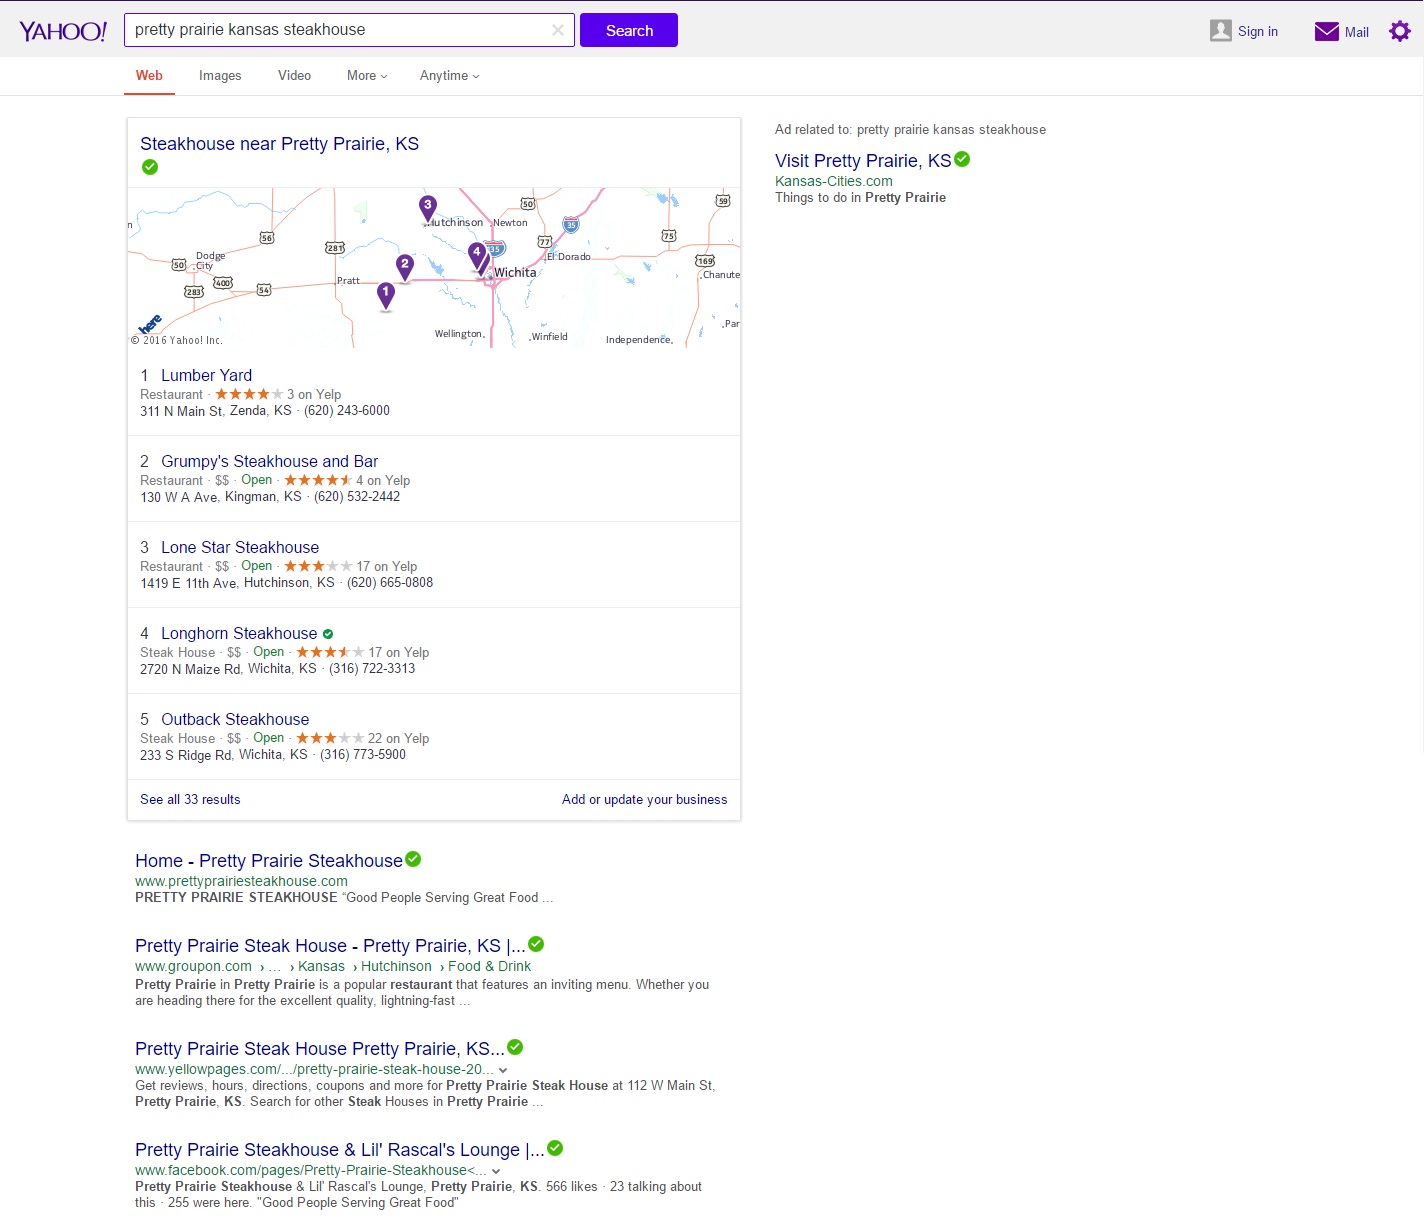 YAHOO! pretty prairie kansas steakhouse Search Sign in Mail
Web Images Video More Anytime
Steakhouse near Pretty Prairie, KS
Ad related to: pretty prairie kansas steakhouse
Visit Pretty Prairie, KS
Kansas-Cities.com
Things to do in Pretty Prairie
3 50 59
Hutchinson Newton 35
n 56 281 4 35 77 75
50 Dodge City 2 El Dorado 169
Wichita Chanute
283 400 54 Pratt 1
here Wellington Winfield Independence Par
© 2016 Yahoo! Inc.
1 Lumber Yard
Restaurant · 3 on Yelp
311 N Main St, Zenda, KS · (620) 243-6000
2 Grumpy's Steakhouse and Bar
Restaurant · $$ · Open · 4 on Yelp
130 W A Ave, Kingman, KS · (620) 532-2442
3 Lone Star Steakhouse
Restaurant · $$ · Open · 17 on Yelp
1419 E 11th Ave, Hutchinson, KS · (620) 665-0808
4 Longhorn Steakhouse
Steak House · $$ · Open · 17 on Yelp
2720 N Maize Rd, Wichita, KS · (316) 722-3313
5 Outback Steakhouse
Steak House · $$ · Open · 22 on Yelp
233 S Ridge Rd, Wichita, KS · (316) 773-5900
See all 33 results Add or update your business
Home - Pretty Prairie Steakhouse
www.prettyprairiesteakhouse.com
PRETTY PRAIRIE STEAKHOUSE “Good People Serving Great Food ...
Pretty Prairie Steak House - Pretty Prairie, KS |...
www.groupon.com › ... › Kansas › Hutchinson › Food & Drink
Pretty Prairie in Pretty Prairie is a popular restaurant that features an inviting menu. Whether you
are heading there for the excellent quality, lightning-fast ...
Pretty Prairie Steak House Pretty Prairie, KS...
www.yellowpages.com/.../pretty-prairie-steak-house-20...
Get reviews, hours, directions, coupons and more for Pretty Prairie Steak House at 112 W Main St,
Pretty Prairie, KS. Search for other Steak Houses in Pretty Prairie ...
Pretty Prairie Steakhouse & Lil' Rascal's Lounge |...
www.facebook.com/pages/Pretty-Prairie-Steakhouse<...
Pretty Prairie Steakhouse & Lil' Rascal's Lounge, Pretty Prairie, KS. 566 likes · 23 talking about
this · 255 were here. "Good People Serving Great Food"